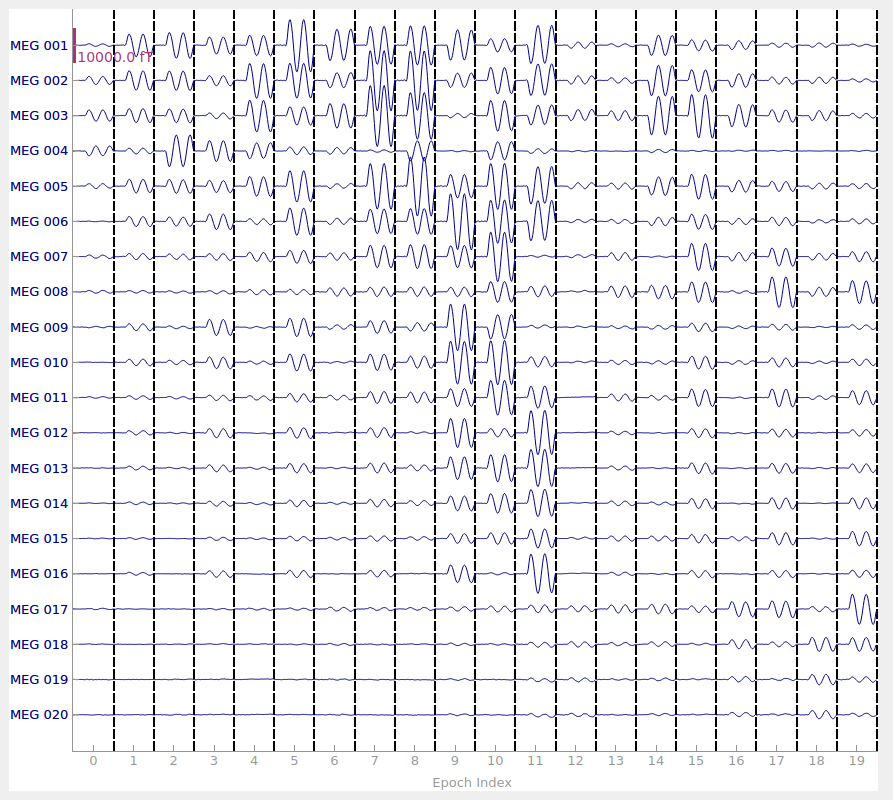 MEG 001
10000.0 fT
MEG 002
MEG 003
MEG 004
MEG 005
MEG 006
MEG 007
MEG 008
MEG 009
MEG 010
MEG 011
MEG 012
MEG 013
MEG 014
MEG 015
MEG 016
MEG 017
MEG 018
MEG 019
MEG 020
0 1 2 3 4 5 6 7 8 9 10 11 12 13 14 15 16 17 18 19
Epoch Index